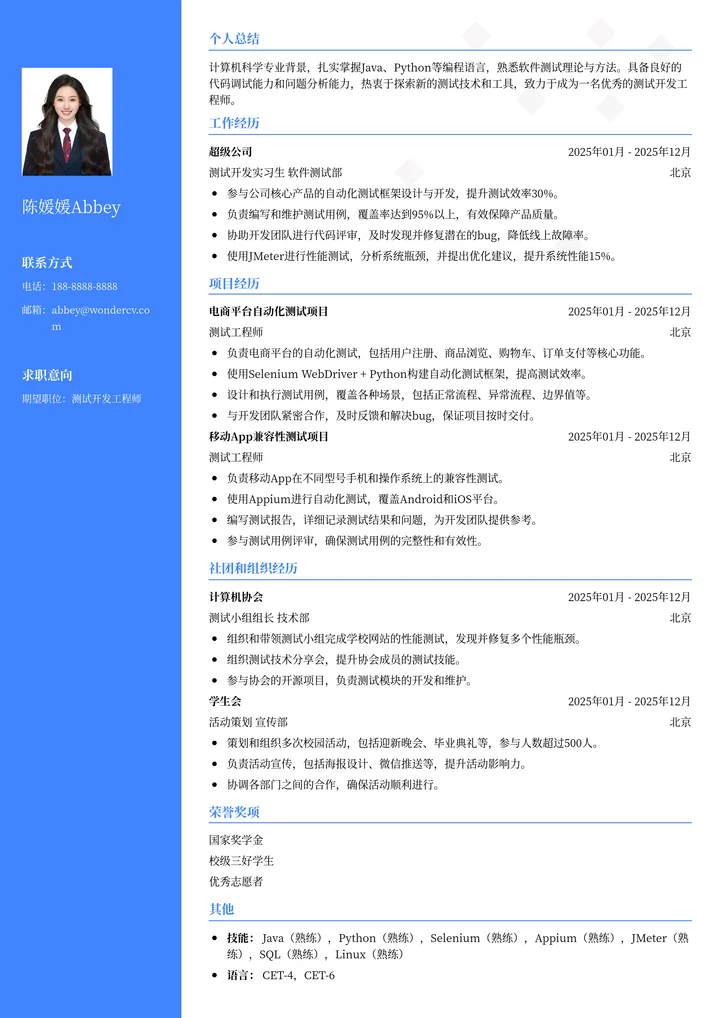 陈媛媛Abbey
联系方式
电话：188-8888-8888
邮箱：abbey@wondercv.co
m
求职意向
期望职位：测试开发工程师
个人总结
计算机科学专业背景，扎实掌握Java、Python等编程语言，熟悉软件测试理论与方法。具备良好的
代码调试能力和问题分析能力，热衷于探索新的测试技术和工具，致力于成为一名优秀的测试开发工
程师。
工作经历
超级公司 2025年01月 - 2025年12月
测试开发实习生 软件测试部 北京
• 参与公司核心产品的自动化测试框架设计与开发，提升测试效率30%。
• 负责编写和维护测试用例，覆盖率达到95%以上，有效保障产品质量。
• 协助开发团队进行代码评审，及时发现并修复潜在的bug，降低线上故障率。
• 使用JMeter进行性能测试，分析系统瓶颈，并提出优化建议，提升系统性能15%。
项目经历
电商平台自动化测试项目 2025年01月 - 2025年12月
测试工程师 北京
• 负责电商平台的自动化测试，包括用户注册、商品浏览、购物车、订单支付等核心功能。
• 使用Selenium WebDriver + Python构建自动化测试框架，提高测试效率。
• 设计和执行测试用例，覆盖各种场景，包括正常流程、异常流程、边界值等。
• 与开发团队紧密合作，及时反馈和解决bug，保证项目按时交付。
移动App兼容性测试项目 2025年01月 - 2025年12月
测试工程师 北京
• 负责移动App在不同型号手机和操作系统上的兼容性测试。
• 使用Appium进行自动化测试，覆盖Android和iOS平台。
• 编写测试报告，详细记录测试结果和问题，为开发团队提供参考。
• 参与测试用例评审，确保测试用例的完整性和有效性。
社团和组织经历
计算机协会 2025年01月 - 2025年12月
测试小组组长 技术部 北京
• 组织和带领测试小组完成学校网站的性能测试，发现并修复多个性能瓶颈。
• 组织测试技术分享会，提升协会成员的测试技能。
• 参与协会的开源项目，负责测试模块的开发和维护。
学生会 2025年01月 - 2025年12月
活动策划 宣传部 北京
• 策划和组织多次校园活动，包括迎新晚会、毕业典礼等，参与人数超过500人。
• 负责活动宣传，包括海报设计、微信推送等，提升活动影响力。
• 协调各部门之间的合作，确保活动顺利进行。
荣誉奖项
国家奖学金
校级三好学生
优秀志愿者
其他
• 技能： Java（熟练）, Python（熟练）, Selenium（熟练）, Appium（熟练）, JMeter（熟
练）, SQL（熟练）, Linux（熟练）
• 语言： CET-4，CET-6